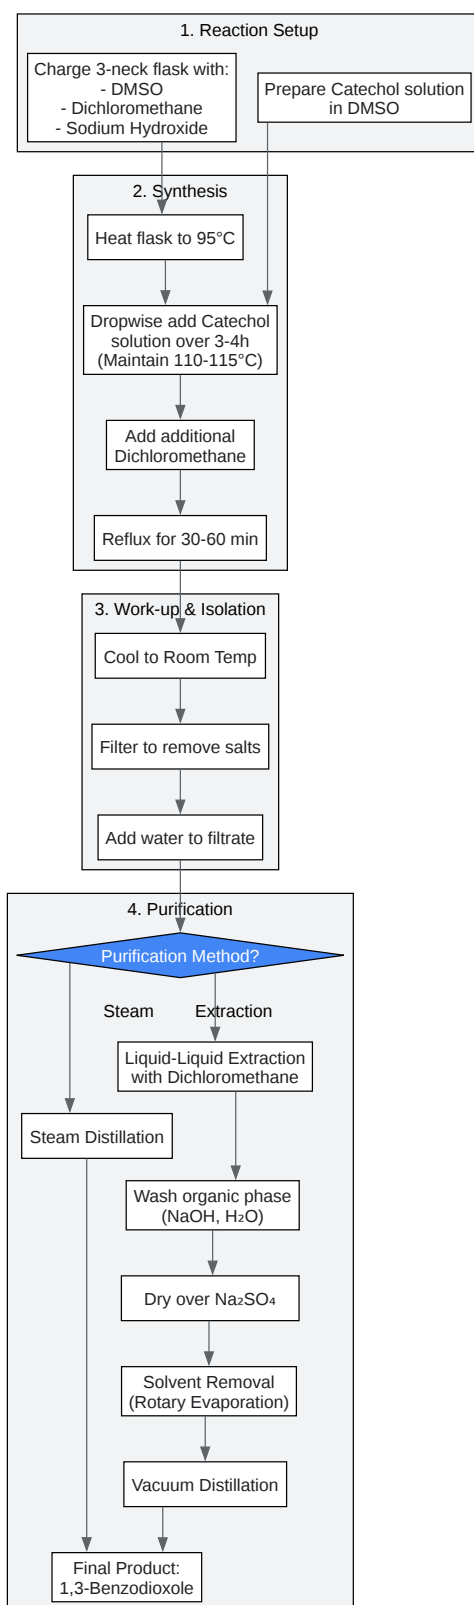 1. Reaction Setup
Charge 3-neck flask with:
- DMSO
- Dichloromethane
- Sodium Hydroxide
Prepare Catechol solution
in DMSO
2. Synthesis
Heat flask to 95°C
Dropwise add Catechol
solution over 3-4h
(Maintain 110-115°C)
Add additional
Dichloromethane
Reflux for 30-60 min
3. Work-up & Isolation
Cool to Room Temp
Filter to remove salts
Add water to filtrate
4. Purification
Purification Method?
Steam
Extraction
Liquid-Liquid Extraction
with Dichloromethane
Steam Distillation
Wash organic phase
(NaOH, H₂O)
Dry over Na₂SO₄
Solvent Removal
(Rotary Evaporation)
Vacuum Distillation
Final Product:
1,3-Benzodioxole